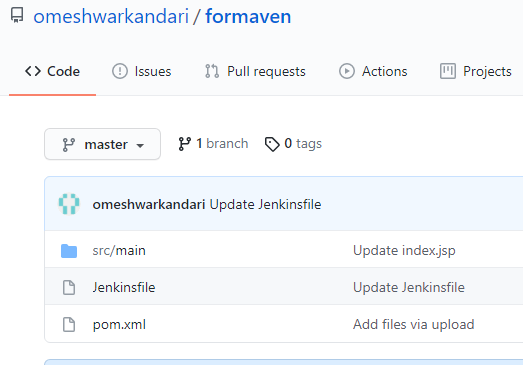 omeshwarkandari / formaven
Code Issues Pull requests Actions Projects
master 1 branch 0 tags
omeshwarkandari Update Jenkinsfile
src/main Update index.jsp
Jenkinsfile Update Jenkinsfile
pom.xml Add files via upload